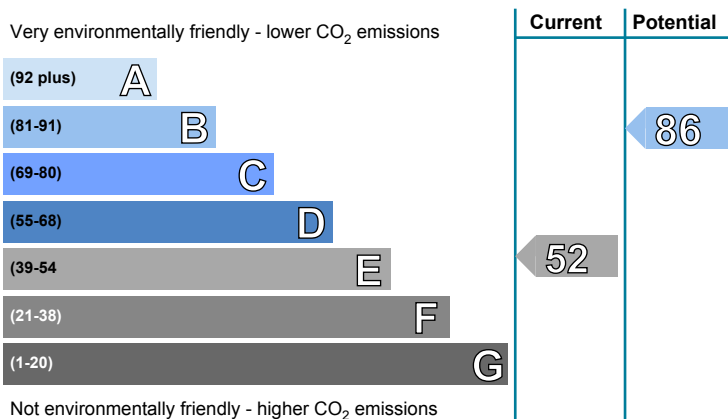 Current Potential
Very environmentally friendly - lower CO2 emissions
(92 plus) A
(81-91) B
86
(69-80) C
(55-68) D
(39-54 E
52
(21-38) F
(1-20) G
Not environmentally friendly - higher CO2 emissions